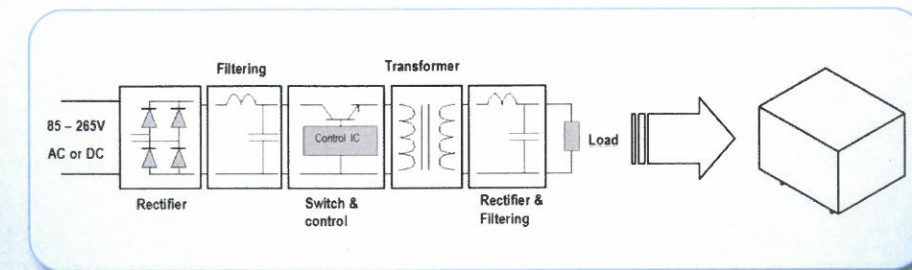 Filtering
Transformer
85 – 265V
AC or DC
Control IC
Load
Rectifier
Switch &
control
Rectifier &
Filtering